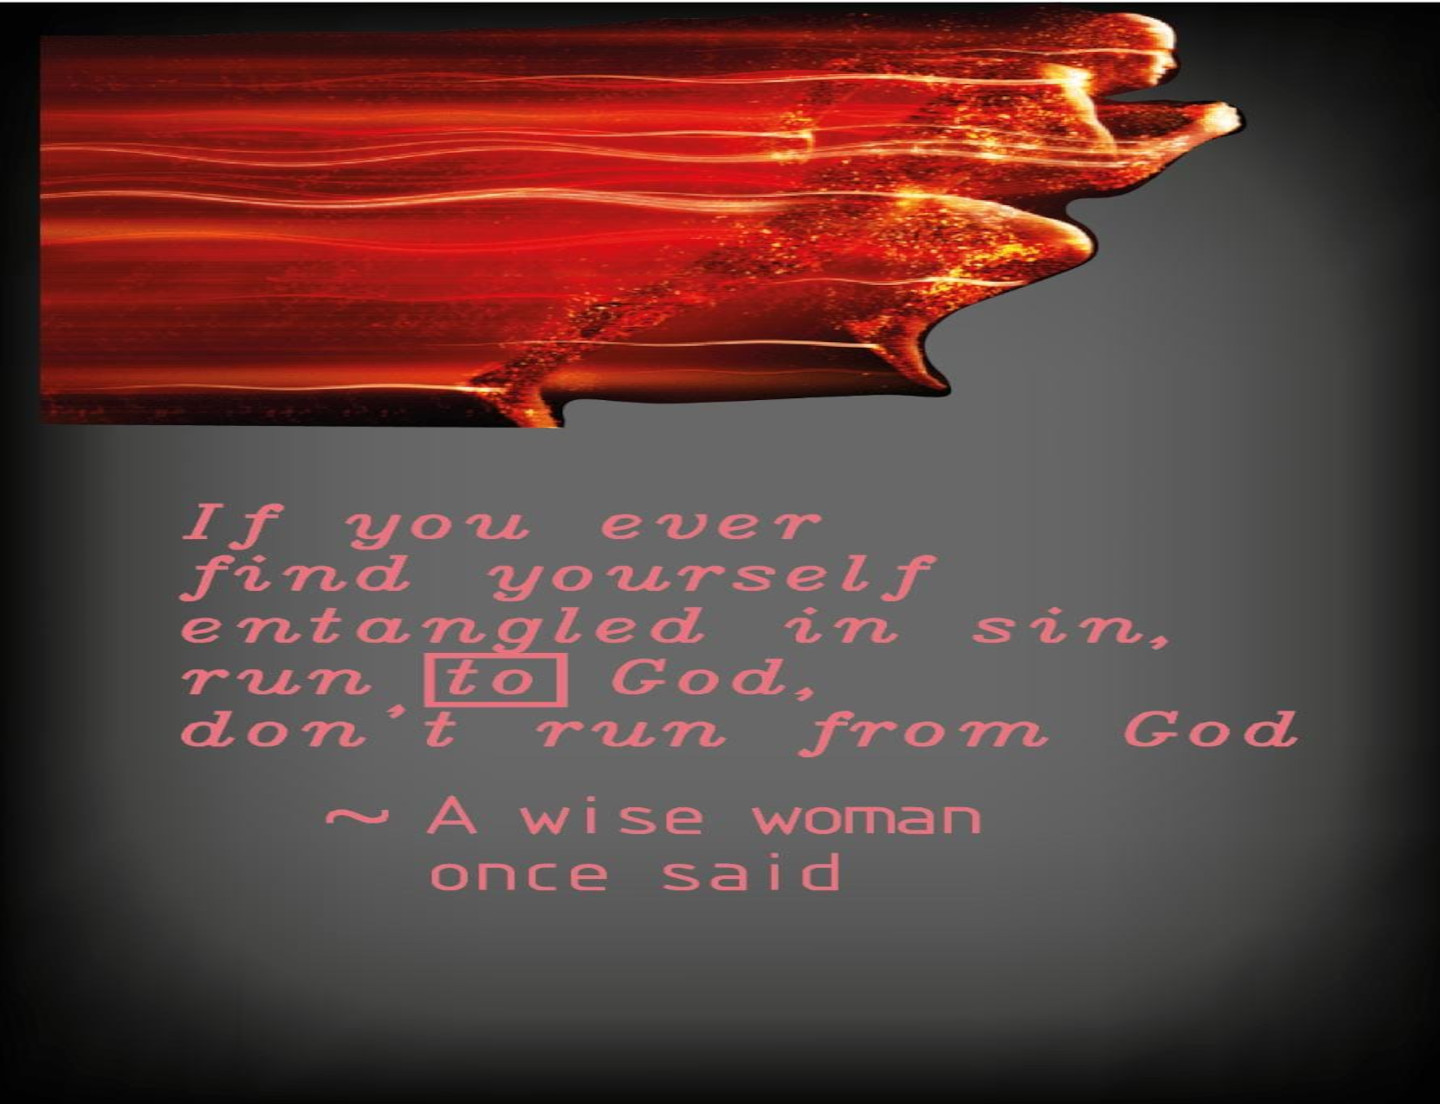 If you ever
find yourself
entangled in sin,
run to God,
don't run from God
~ A wise woman
once said